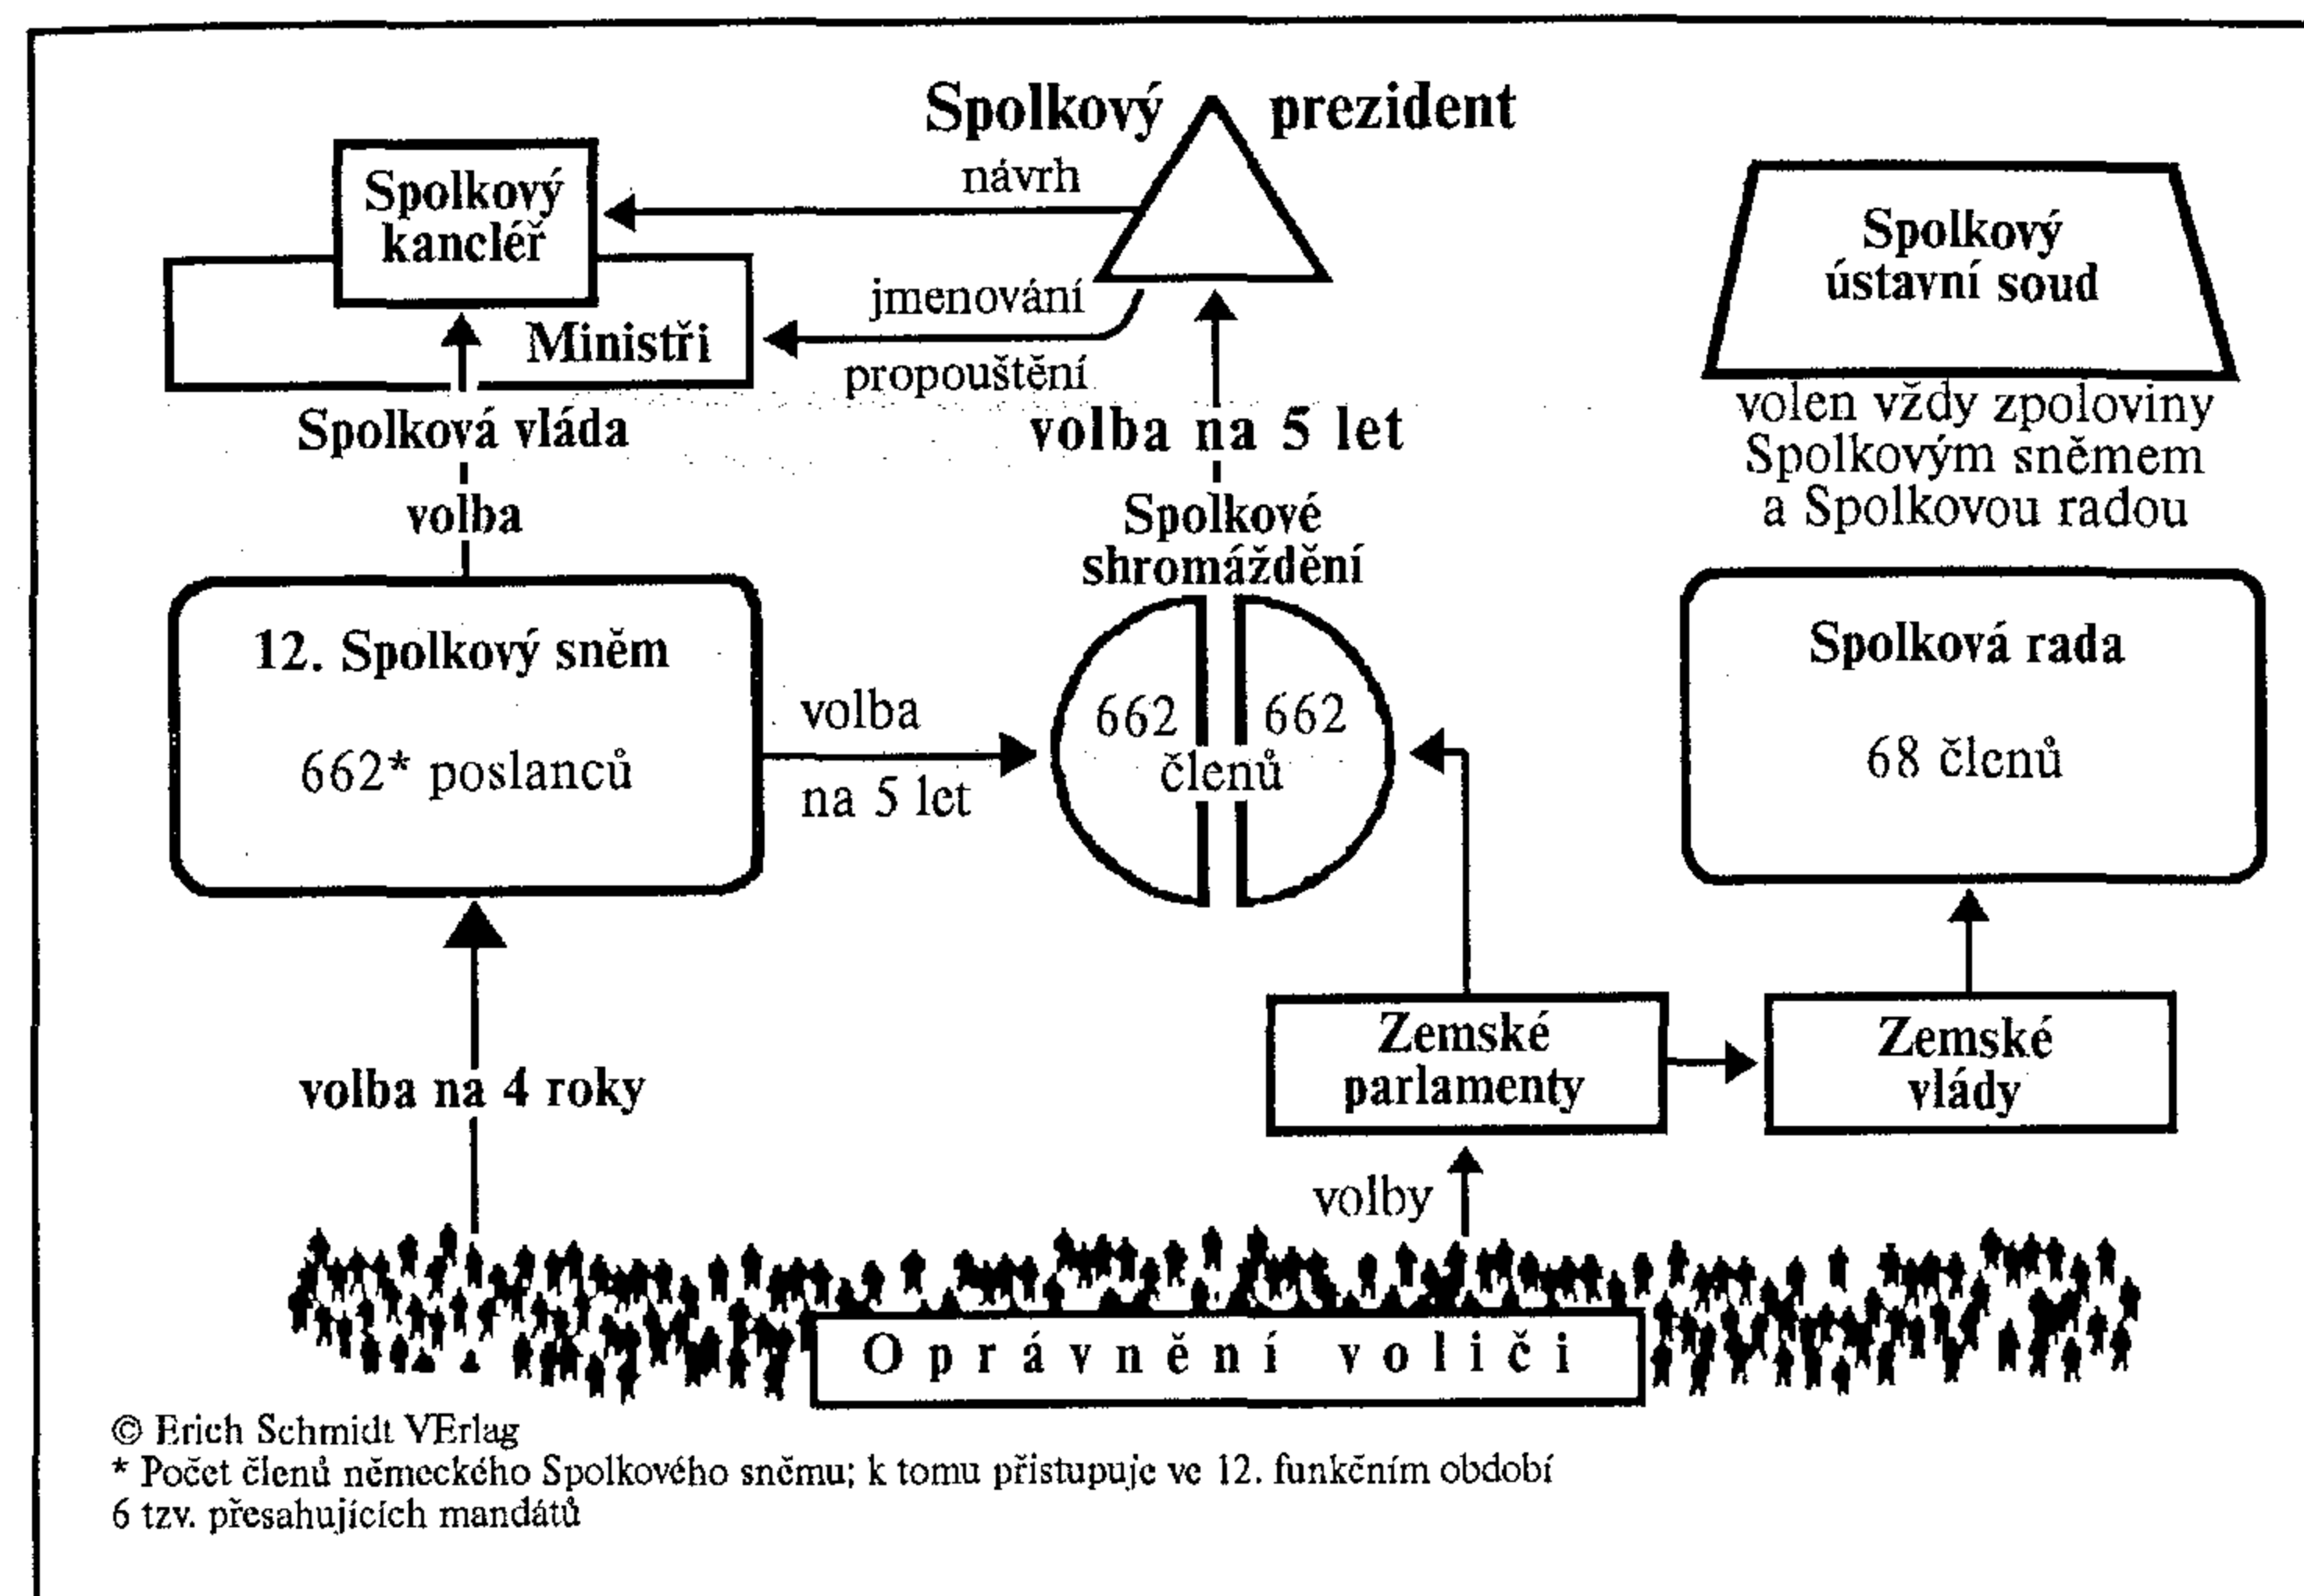 Spolkový prezident
návrh
Spolkový
kancléř
jmenování
Ministři
propouštění
Spolková vláda
volba na 5 let
volba
Spolkový
ústavní soud
volen vždy zpoloviny
Spolkovým sněmem
a Spolkovou radou
Spolkové
shromáždění
12. Spolkový sněm
662* poslanců
volba
na 5 let
662 662
členů
Spolková rada
68 členů
volba na 4 roky
Zemské
parlamenty
Zemské
vlády
volby
Oprávnění voliči
© Erich Schmidt VErlag
* Počet členů německého Spolkového sněmu; k tomu přistupuje ve 12. funkčním období
6 tzv. přesahujících mandátů